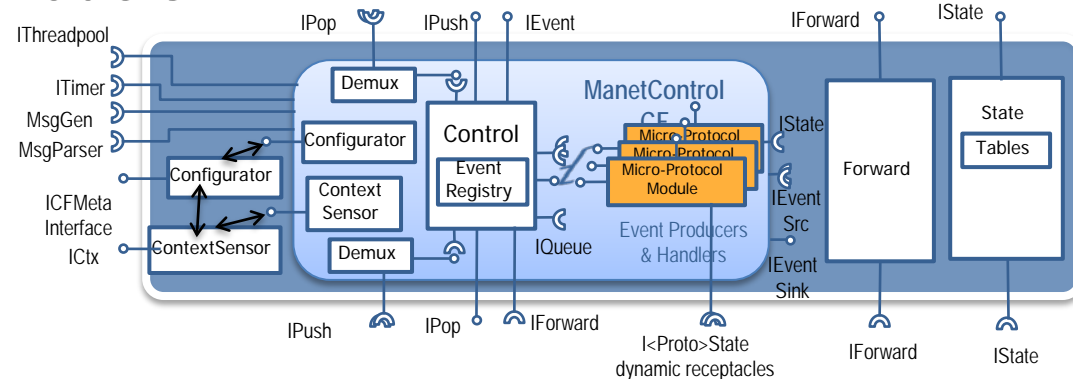 IPop
IPush
IEvent
IForward
IState
IThreadpool
ITimer
MsgGen
MsgParser
ICFMeta
Interface
ICtx
Configurator
ContextSensor
Demux
Configurator
Context
Sensor
Demux
Control
Event
Registry
ManetControl
CF
Micro-Protocol
Micro-Protocol
Micro-Protocol
Module
Event Producers
& Handlers
IQueue
IState
IEvent
Src
IEvent
Sink
Forward
State
Tables
IPush
IPop
IForward
I<Proto>State
dynamic receptacles
IForward
IState